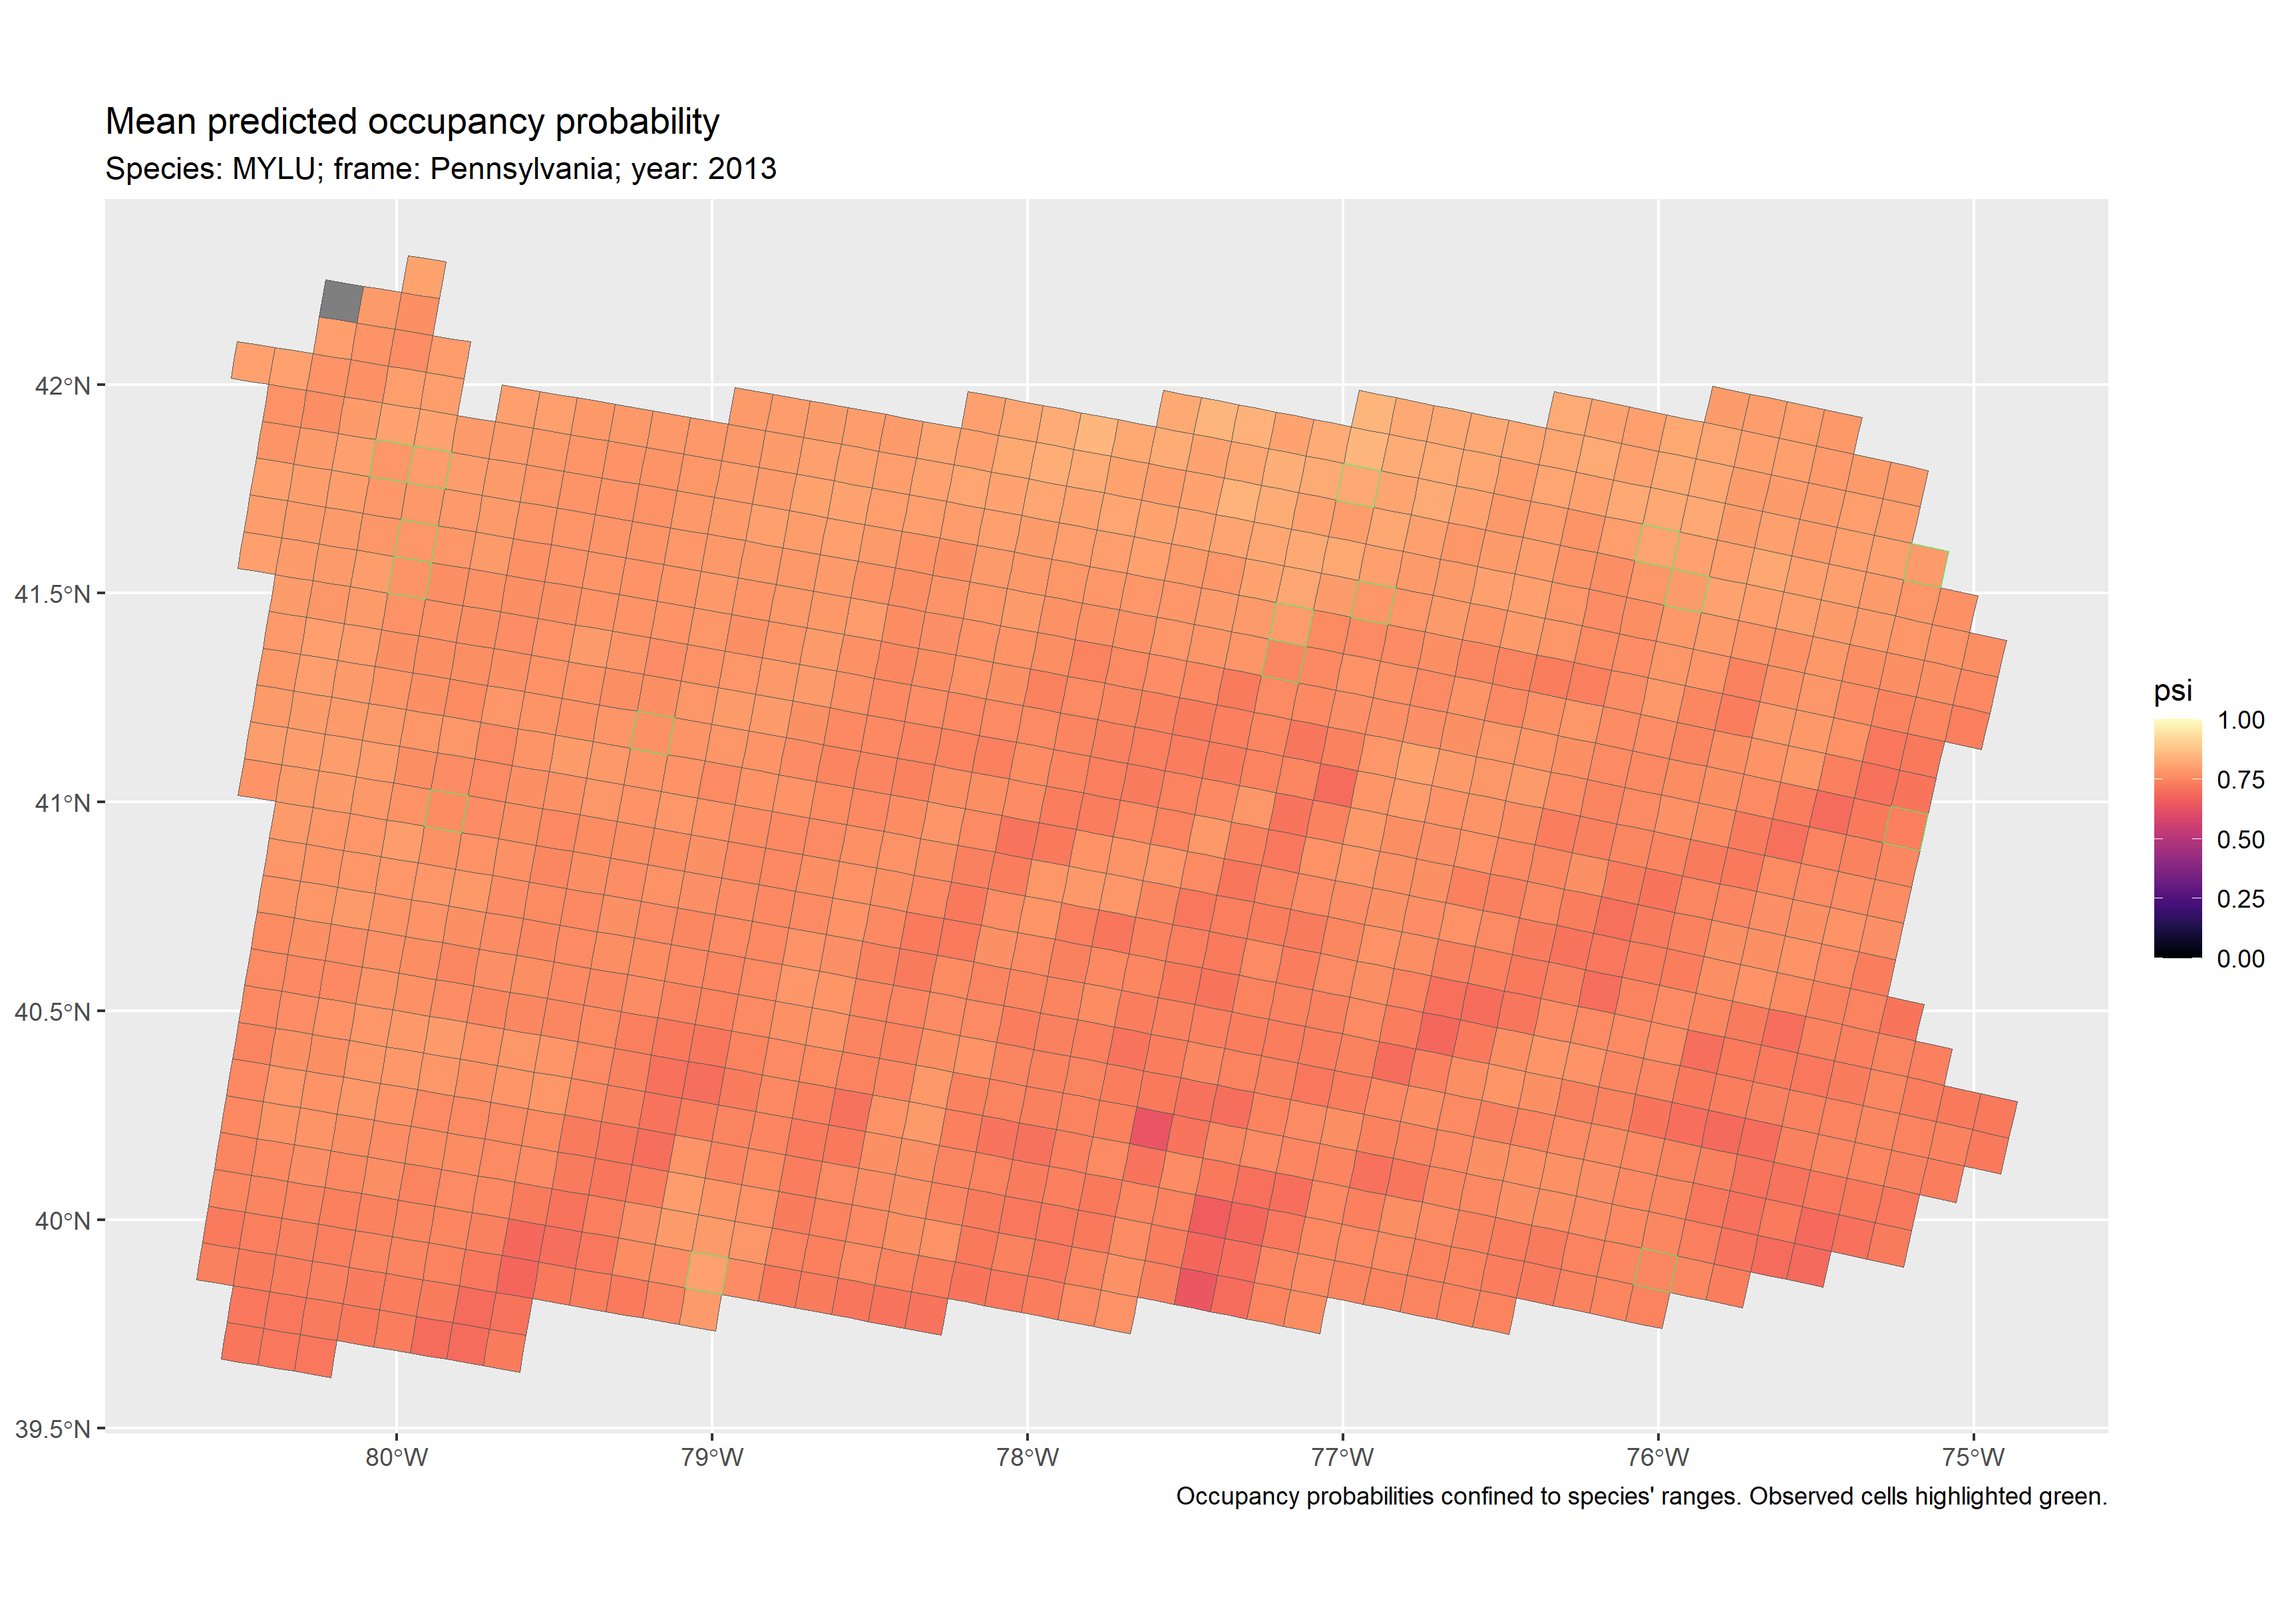 Mean predicted occupancy probability
Species: MYLU; frame: Pennsylvania; year: 2013
42°N
41.5°N
41°N
40.5°N
40°N
39.5°N
80°W
79°W
78°W
77°W
76°W
75°W
psi
1.00
0.75
0.50
0.25
0.00
Occupancy probabilities confined to species' ranges. Observed cells highlighted green.